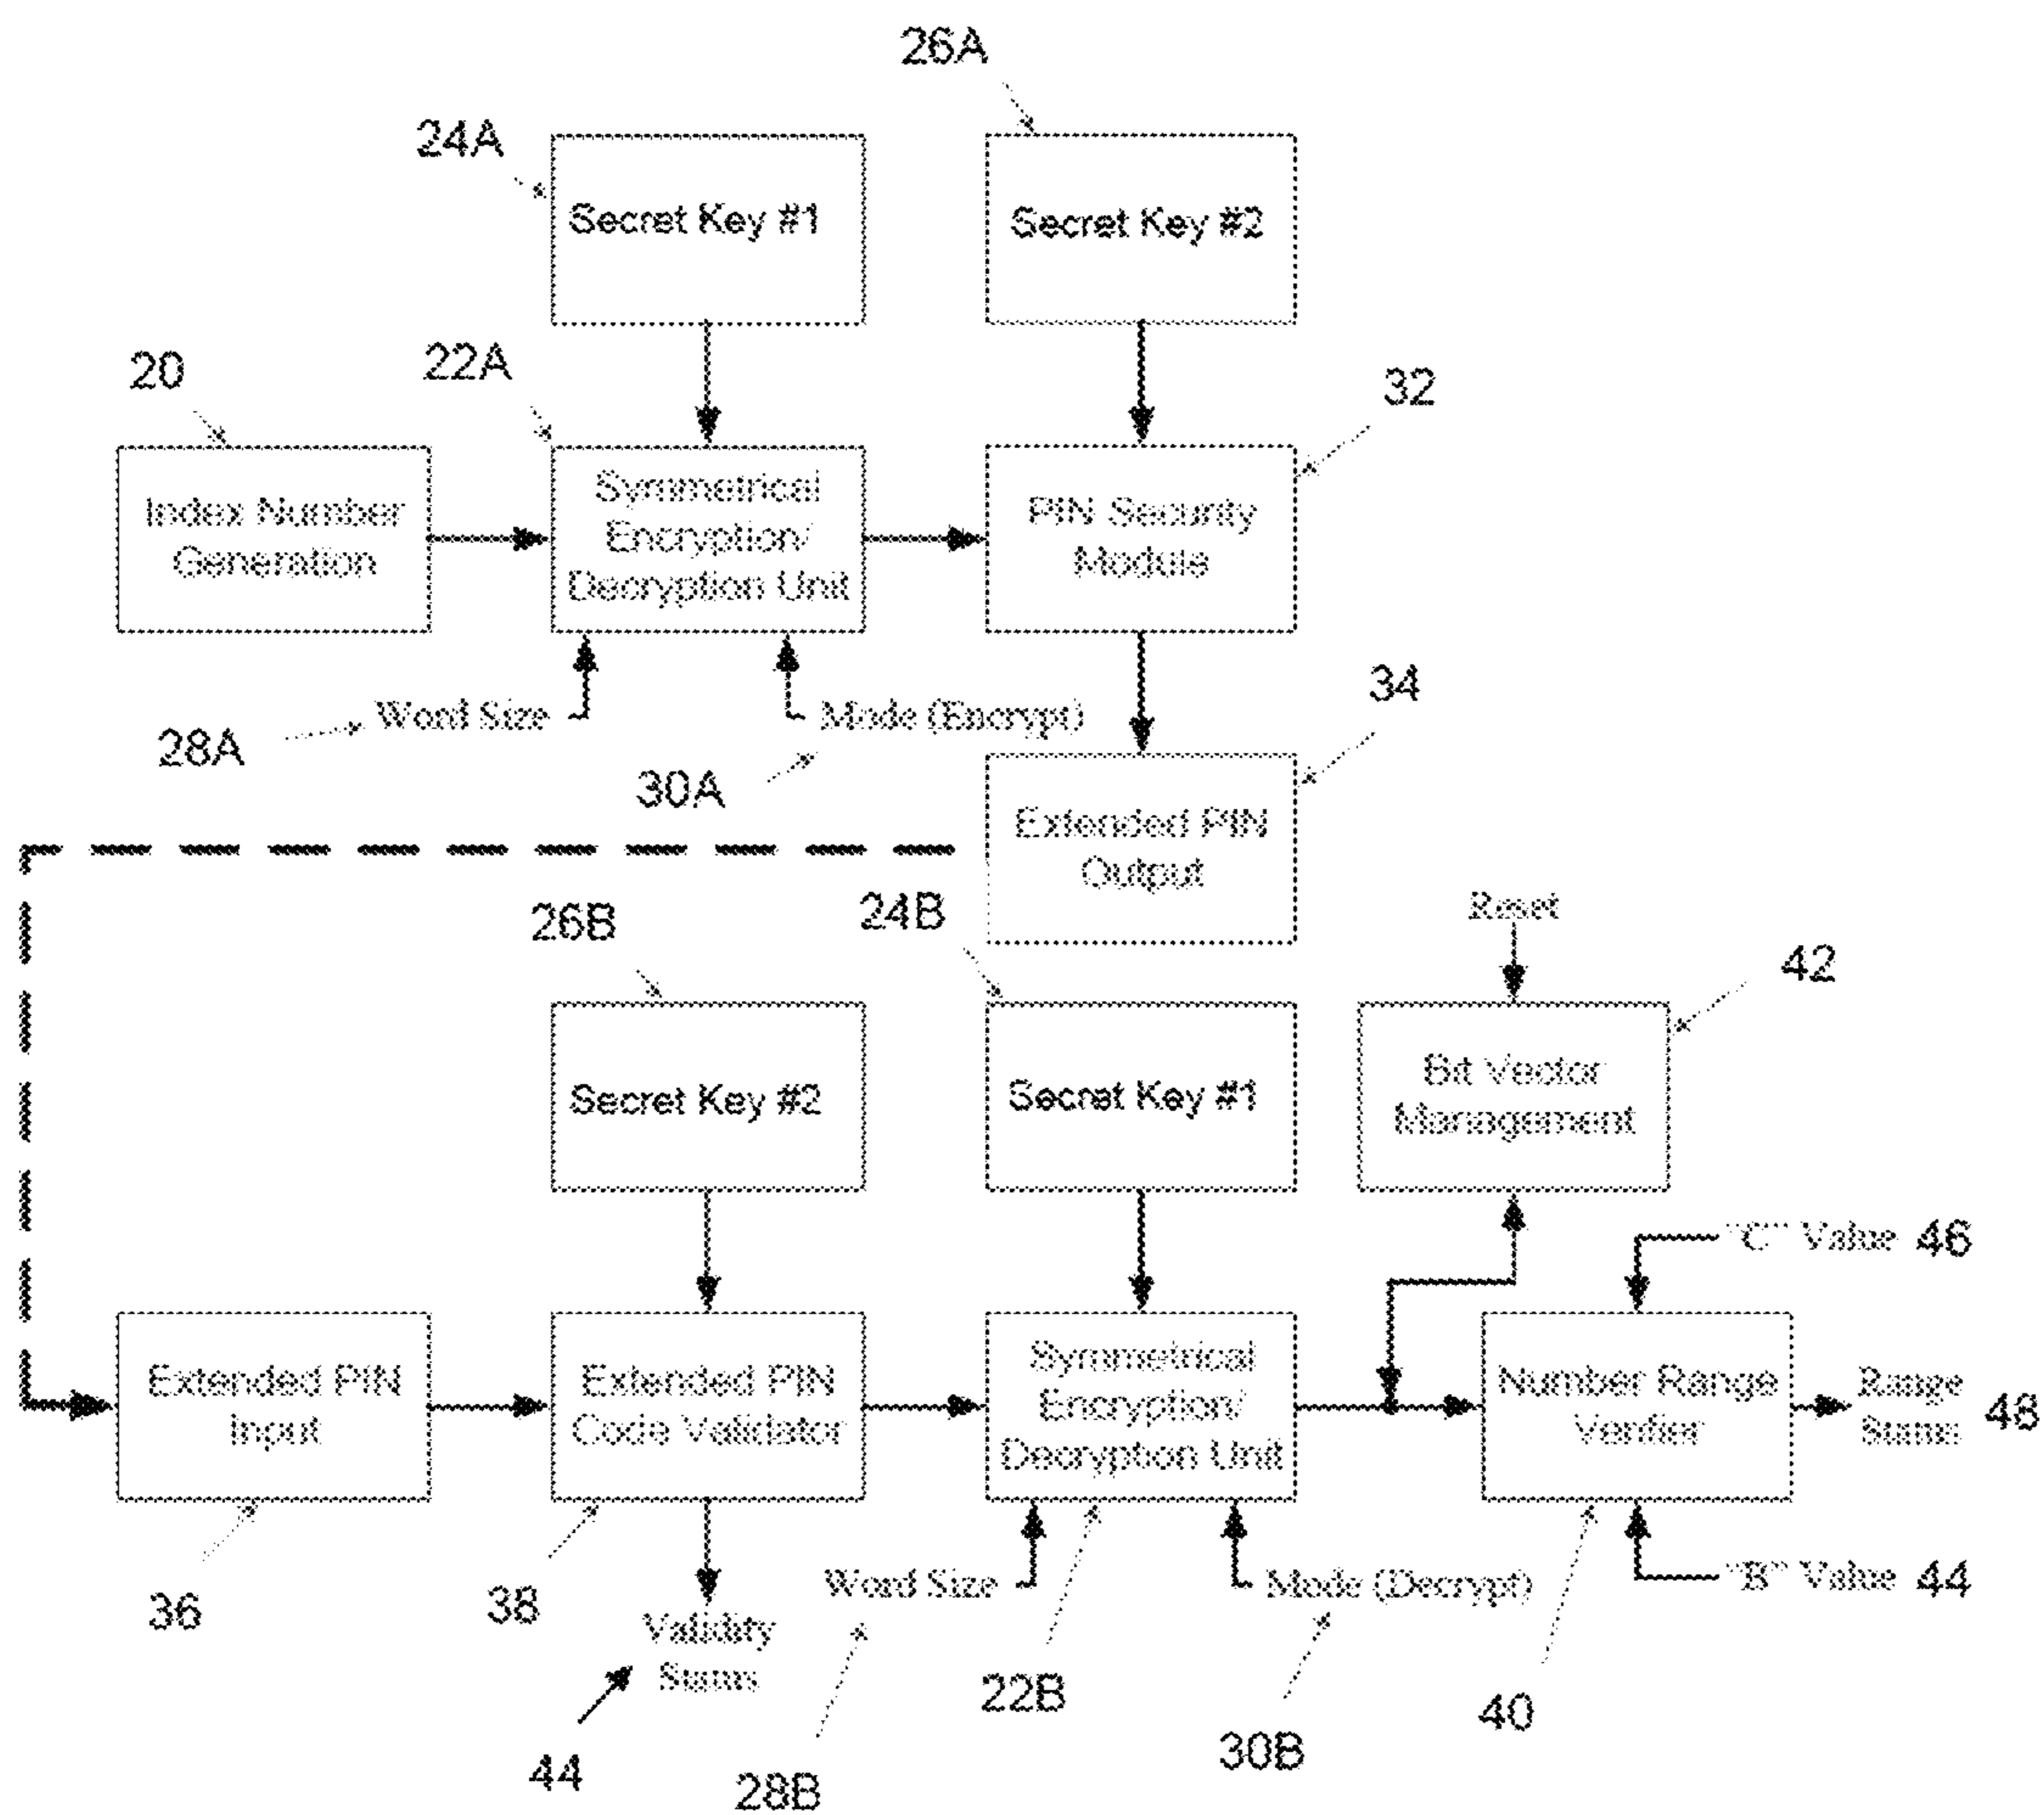 26A
24A
Secret Key #1
Secret Key #2
20
22A
32
Index Number
Generation
Symmetrical
Encryption/
Decryption Unit
PIN Security
Module
Word Size
Mode (Encrypt)
28A
30A
34
Extended PIN
Output
26B
24B
Reset
42
Secret Key #2
Secret Key #1
Bit Vector
Management
"C" Value 46
Extended PIN
Input
Extended PIN
Code Validator
Symmetrical
Encryption/
Decryption Unit
Number Range
Verifier
Range
Status
48
36
38
Word Size
Mode (Decrypt)
"B" Value 44
Validity
Status
44
28B
22B
30B
40